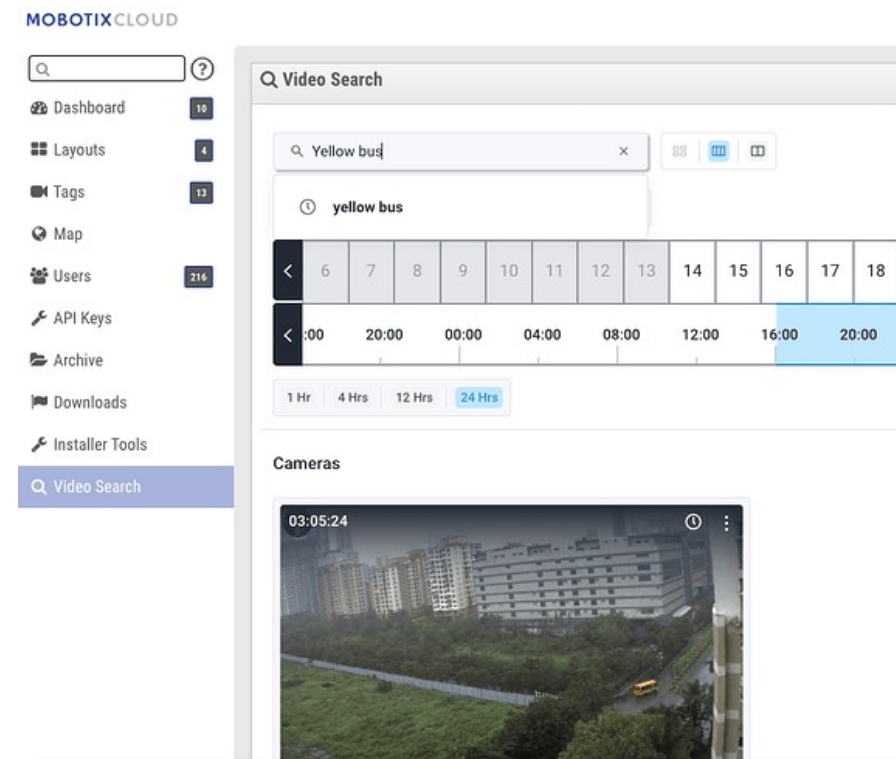 MOBOTIXCLOUD
Dashboard 10
Layouts 4
Tags 13
Map
Users 216
API Keys
Archive
Downloads
Installer Tools
Video Search
Video Search
Yellow bus
yellow bus
6 7 8 9 10 11 12 13 14 15 16 17 18
:00 20:00 00:00 04:00 08:00 12:00 16:00 20:00
1 Hr 4 Hrs 12 Hrs 24 Hrs
Cameras
03:05:24